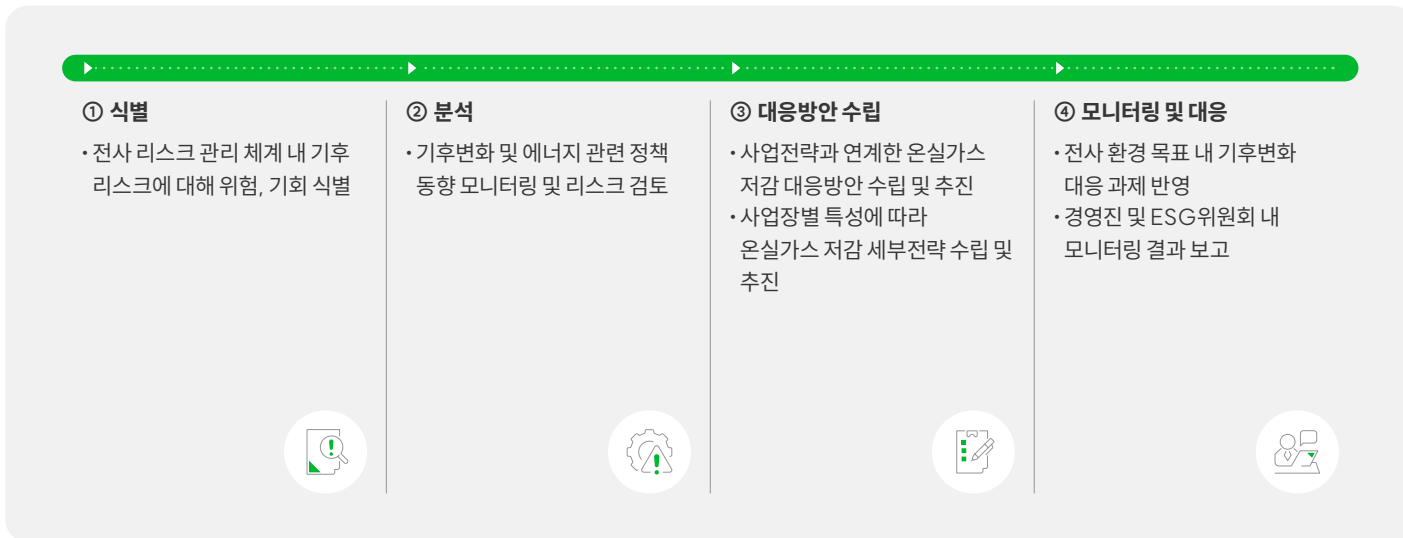 ① 식별
• 전사 리스크 관리 체계 내 기후
리스크에 대해 위험, 기회 식별
② 분석
• 기후변화 및 에너지 관련 정책
동향 모니터링 및 리스크 검토
③ 대응방안 수립
• 사업전략과 연계한 온실가스
저감 대응방안 수립 및 추진
• 사업장별 특성에 따라
온실가스 저감 세부전략 수립 및
추진
④ 모니터링 및 대응
• 전사 환경 목표 내 기후변화
대응 과제 반영
• 경영진 및 ESG위원회 내
모니터링 결과 보고